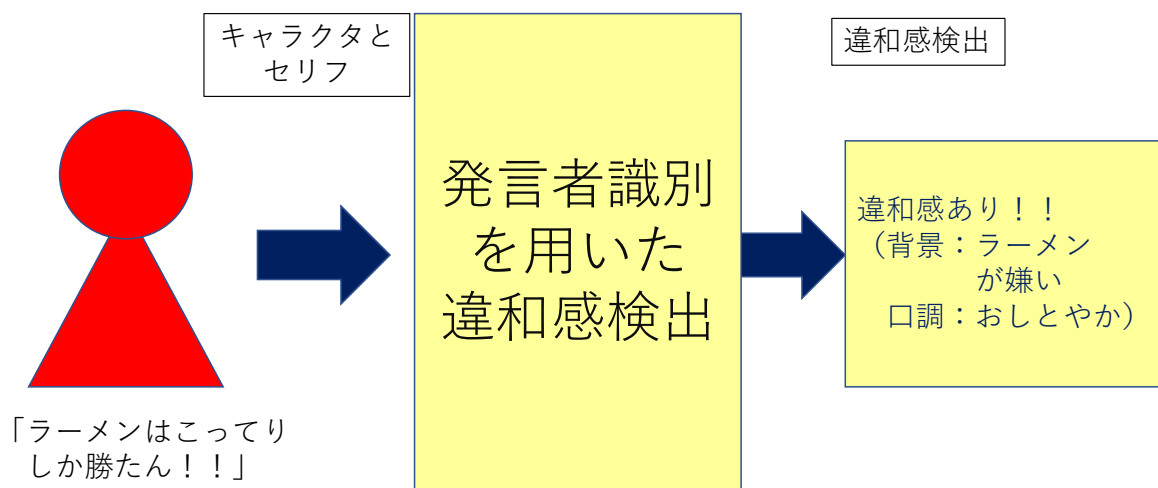 キャラクタと
セリフ
「ラーメンはこってり
しか勝たん！！」
発言者識別
を用いた
違和感検出
違和感検出
違和感あり！！
（背景：ラーメン
が嫌い
口調：おしとやか）